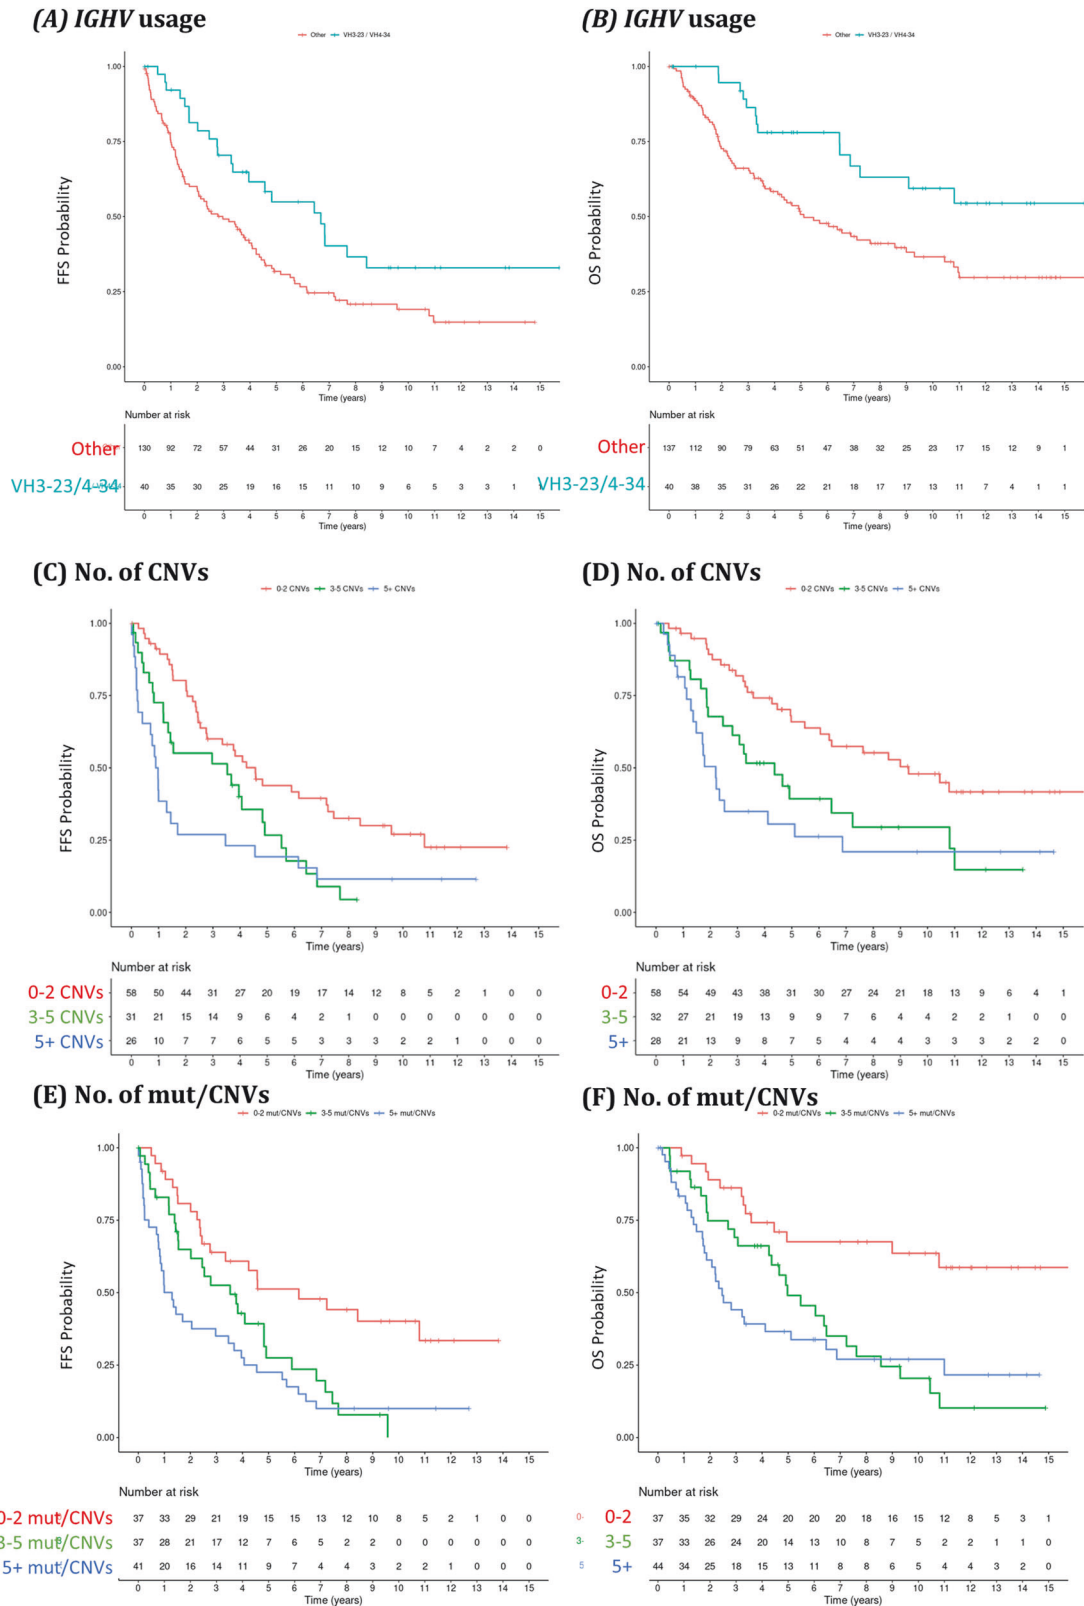 (A) IGHV usage
Other VH3-23 / VH4-34
1.00
0.75
0.50
0.25
0.00
FFS Probability
0 1 2 3 4 5 6 7 8 9 10 11 12 13 14 15
Time (years)
Number at risk
Other 130 92 72 57 44 31 26 20 15 12 10 7 4 2 2 0
VH3-23/4-34 40 35 30 25 19 16 15 11 10 9 6 5 3 3 1 1
0 1 2 3 4 5 6 7 8 9 10 11 12 13 14 15
Time (years)
(B) IGHV usage
Other VH3-23 / VH4-34
1.00
0.75
0.50
0.25
0.00
OS Probability
0 1 2 3 4 5 6 7 8 9 10 11 12 13 14 15
Time (years)
Number at risk
Other 137 112 90 79 63 51 47 38 32 25 23 17 15 12 9 1
VH3-23/4-34 40 38 35 31 26 22 21 18 17 17 13 11 7 4 1 1
0 1 2 3 4 5 6 7 8 9 10 11 12 13 14 15
Time (years)
(C) No. of CNVs
0-2 CNVs 3-5 CNVs 5+ CNVs
1.00
0.75
0.50
0.25
0.00
FFS Probability
0 1 2 3 4 5 6 7 8 9 10 11 12 13 14 15
Time (years)
Number at risk
0-2 CNVs 58 50 44 31 27 20 19 17 14 12 8 5 2 1 0 0
3-5 CNVs 31 21 15 14 9 6 4 2 1 0 0 0 0 0 0 0
5+ CNVs 26 10 7 7 6 5 5 3 3 3 2 2 1 0 0 0
0 1 2 3 4 5 6 7 8 9 10 11 12 13 14 15
Time (years)
(D) No. of CNVs
0-2 CNVs 3-5 CNVs 5+ CNVs
1.00
0.75
0.50
0.25
0.00
OS Probability
0 1 2 3 4 5 6 7 8 9 10 11 12 13 14 15
Time (years)
Number at risk
0-2 58 54 49 43 38 31 30 27 24 21 18 13 9 6 4 1
3-5 32 27 21 19 13 9 9 7 6 4 4 2 2 1 0 0
5+ 28 21 13 9 8 7 5 4 4 4 3 3 3 2 2 0
0 1 2 3 4 5 6 7 8 9 10 11 12 13 14 15
Time (years)
(E) No. of mut/CNVs
0-2 mut/CNVs 3-5 mut/CNVs 5+ mut/CNVs
1.00
0.75
0.50
0.25
0.00
FFS Probability
0 1 2 3 4 5 6 7 8 9 10 11 12 13 14 15
Time (years)
Number at risk
0-2 mut/CNVs 37 33 29 21 19 15 15 13 12 10 8 5 2 1 0 0
3-5 mut/CNVs 37 28 21 17 12 7 6 5 2 2 0 0 0 0 0 0
5+ mut/CNVs 41 20 16 14 11 9 7 4 4 3 2 2 1 0 0 0
0 1 2 3 4 5 6 7 8 9 10 11 12 13 14 15
Time (years)
(F) No. of mut/CNVs
0-2 mut/CNVs 3-5 mut/CNVs 5+ mut/CNVs
1.00
0.75
0.50
0.25
0.00
OS Probability
0 1 2 3 4 5 6 7 8 9 10 11 12 13 14 15
Time (years)
Number at risk
0- 0-2 37 35 32 29 24 20 20 20 18 16 15 12 8 5 3 1
3- 3-5 37 33 26 24 20 14 13 10 8 7 5 2 2 1 1 0
5 5+ 44 34 25 18 15 13 11 8 8 6 5 4 4 3 2 0
0 1 2 3 4 5 6 7 8 9 10 11 12 13 14 15
Time (years)